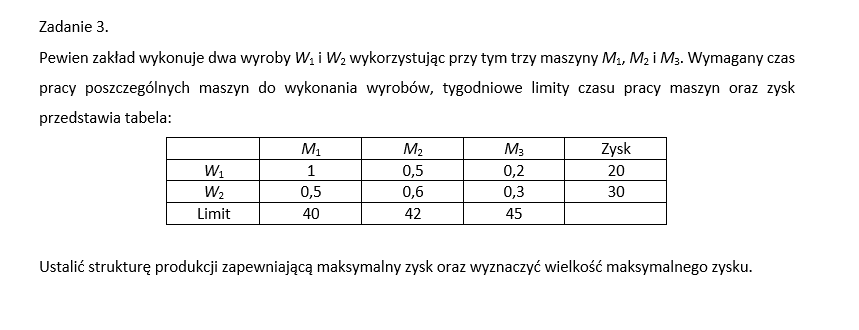 Zadanie 3.
Pewien zakład wykonuje dwa wyroby W₁ i W₂ wykorzystując przy tym trzy maszyny M₁, M₂ i M₃. Wymagany czas
pracy poszczególnych maszyn do wykonania wyrobów, tygodniowe limity czasu pracy maszyn oraz zysk
przedstawia tabela:
M₁ M₂ M₃ Zysk
W₁ 1 0,5 0,2 20
W₂ 0,5 0,6 0,3 30
Limit 40 42 45
Ustalić strukturę produkcji zapewniającą maksymalny zysk oraz wyznaczyć wielkość maksymalnego zysku.